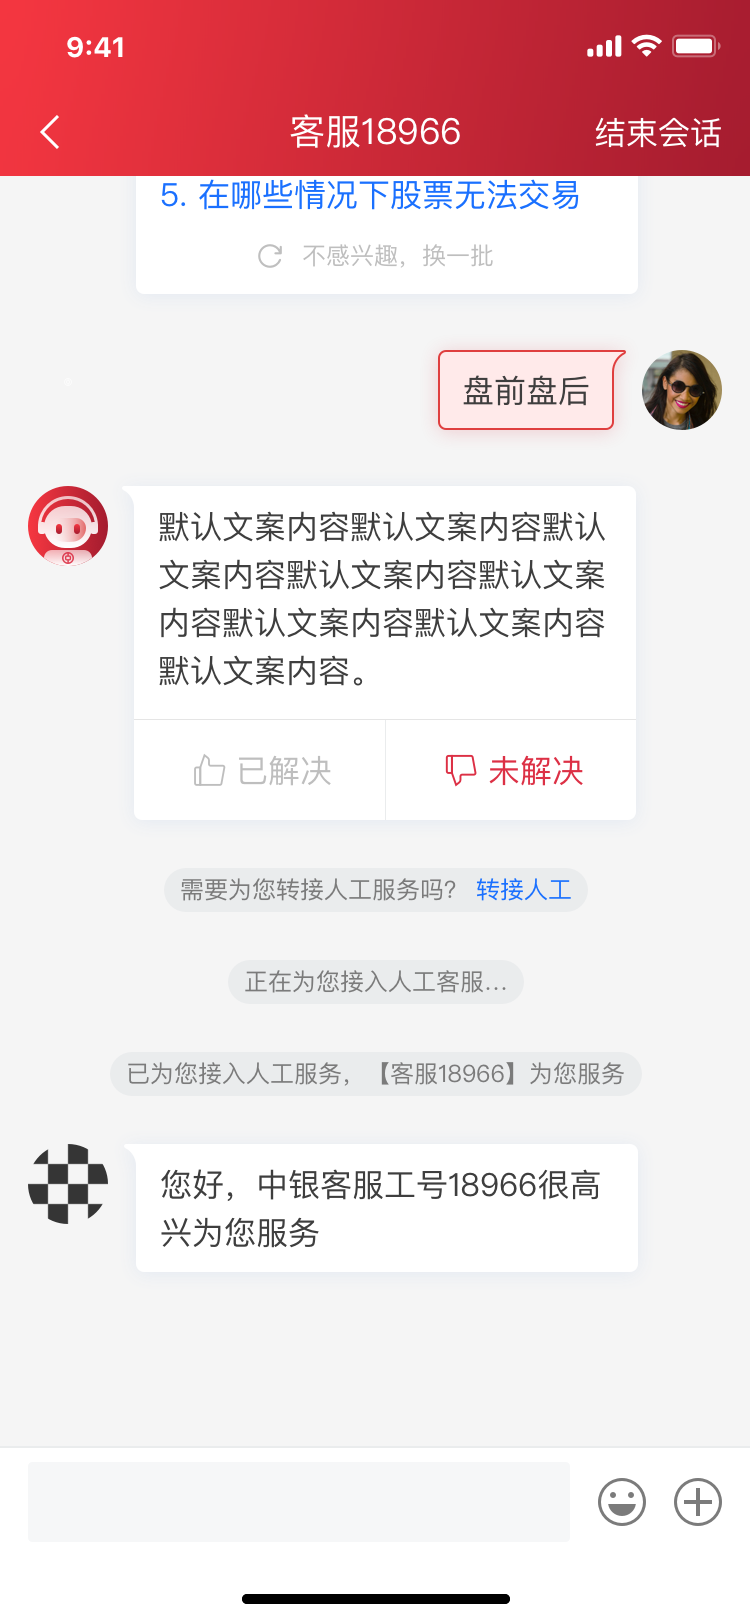 9:41
客服18966
结束会话
5. 在哪些情况下股票无法交易
不感兴趣，换一批
盘前盘后
默认文案内容默认文案内容默认
文案内容默认文案内容默认文案
内容默认文案内容默认文案内容
默认文案内容。
已解决
未解决
需要为您转接人工服务吗？ 转接人工
正在为您接入人工客服...
已为您接入人工服务，【客服18966】为您服务
您好，中银客服工号18966很高
兴为您服务